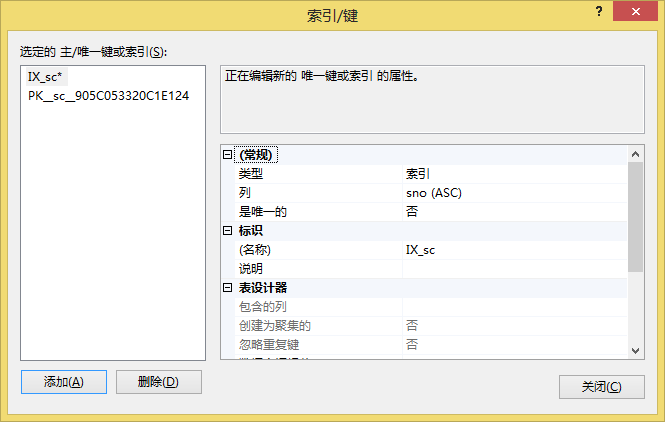 索引/键
?
选定的 主/唯一键或索引(S):
IX_sc*
PK__sc__905C053320C1E124
正在编辑新的 唯一键或索引 的属性。
(常规)
类型 索引
列 sno (ASC)
是唯一的 否
标识
(名称) IX_sc
说明
表设计器
包含的列
创建为聚集的 否
忽略重复键 否
添加(A) 删除(D)
关闭(C)